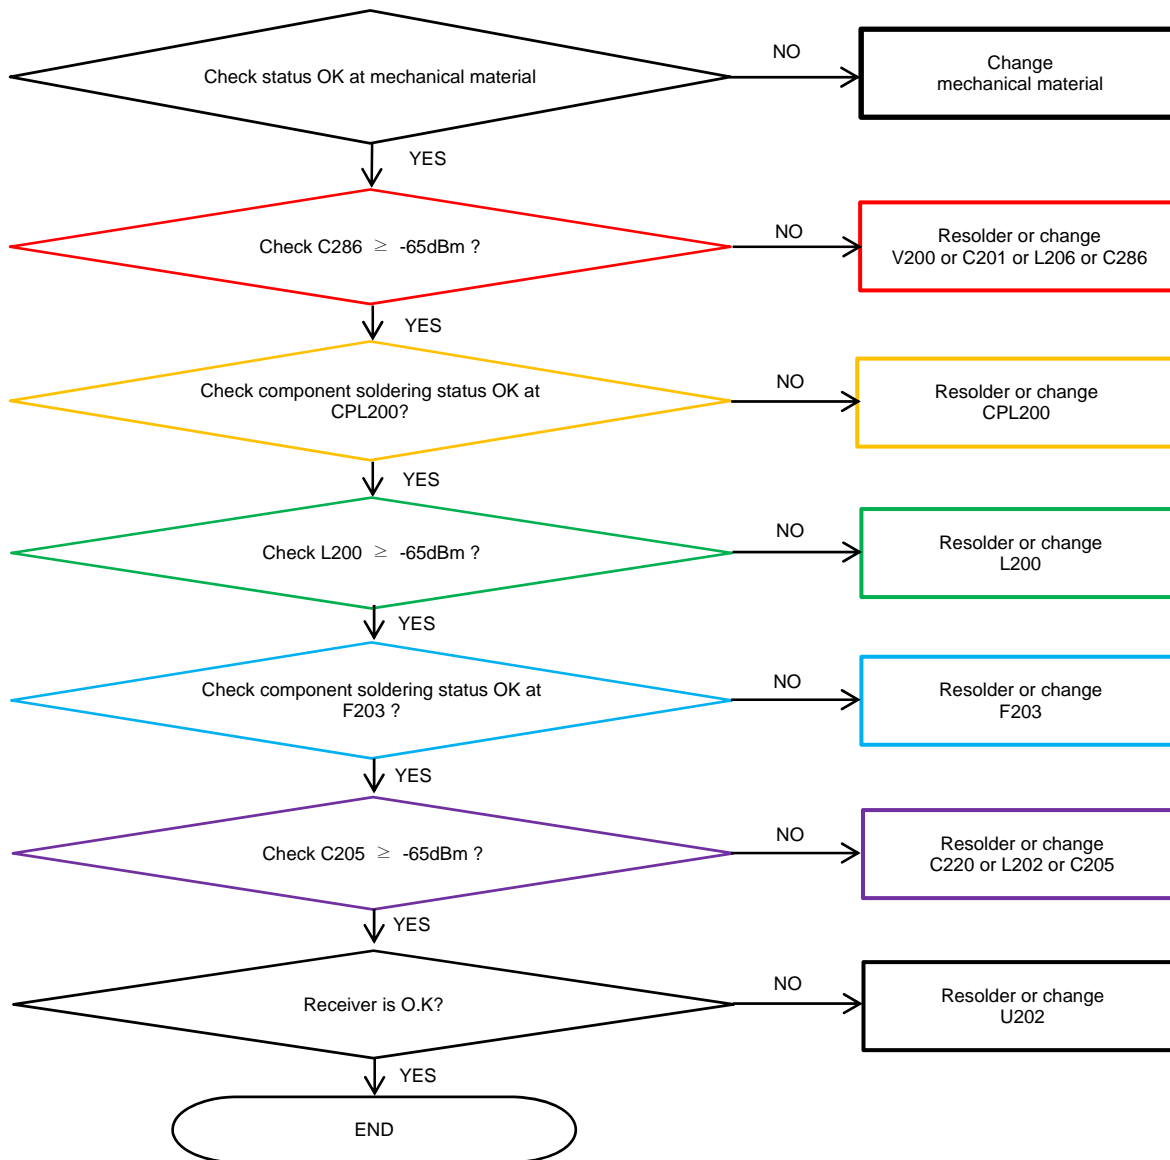 Check status OK at mechanical material
NO
Change
mechanical material
YES
Check C286 ≥ -65dBm ?
NO
Resolder or change
V200 or C201 or L206 or C286
YES
Check component soldering status OK at
CPL200?
NO
Resolder or change
CPL200
YES
Check L200 ≥ -65dBm ?
NO
Resolder or change
L200
YES
Check component soldering status OK at
F203 ?
NO
Resolder or change
F203
YES
Check C205 ≥ -65dBm ?
NO
Resolder or change
C220 or L202 or C205
YES
Receiver is O.K?
NO
Resolder or change
U202
YES
END